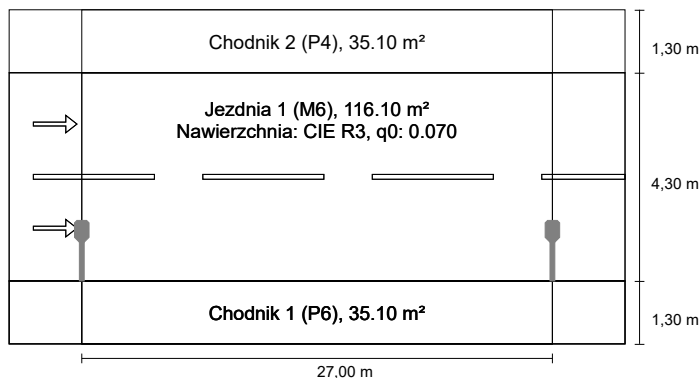 Chodnik 2 (P4), 35.10 m²
1,30 m
Jezdnia 1 (M6), 116.10 m²
Nawierzchnia: CIE R3, q0: 0.070
4,30 m
Chodnik 1 (P6), 35.10 m²
1,30 m
27,00 m